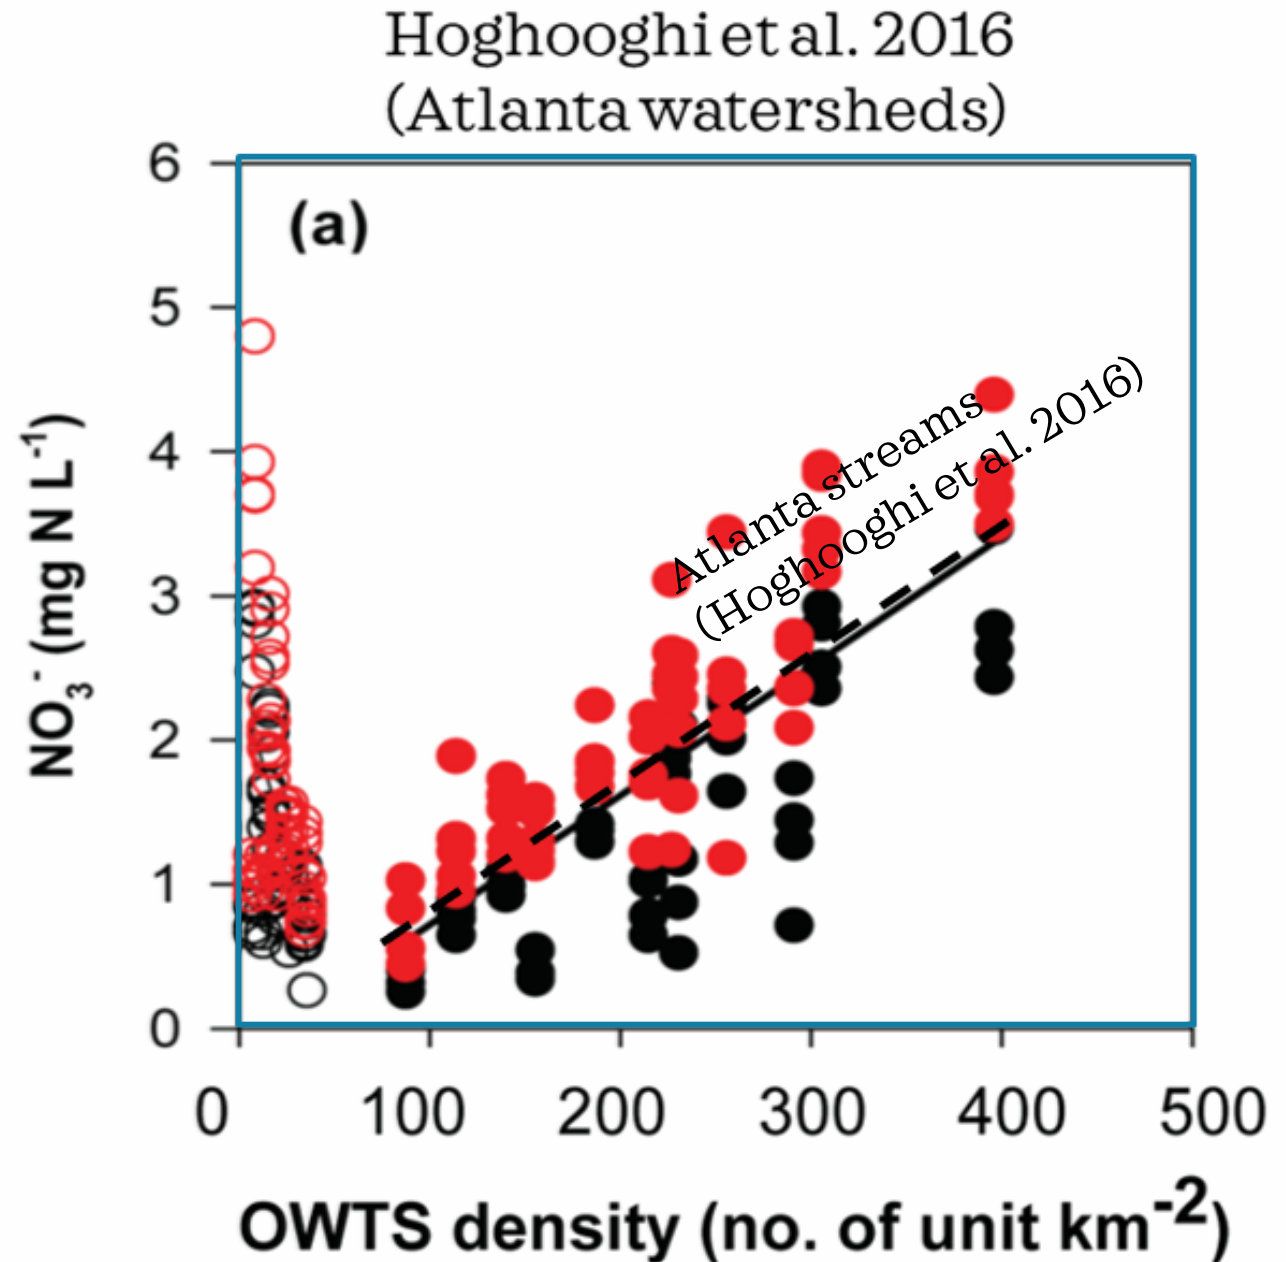 Hoghooghi et al. 2016
(Atlanta watersheds)
(a)
6
5
4
3
2
1
0
NO₃⁻ (mg N L⁻¹)
Atlanta streams
(Hoghooghi et al. 2016)
0 100 200 300 400 500
OWTS density (no. of unit km⁻²)